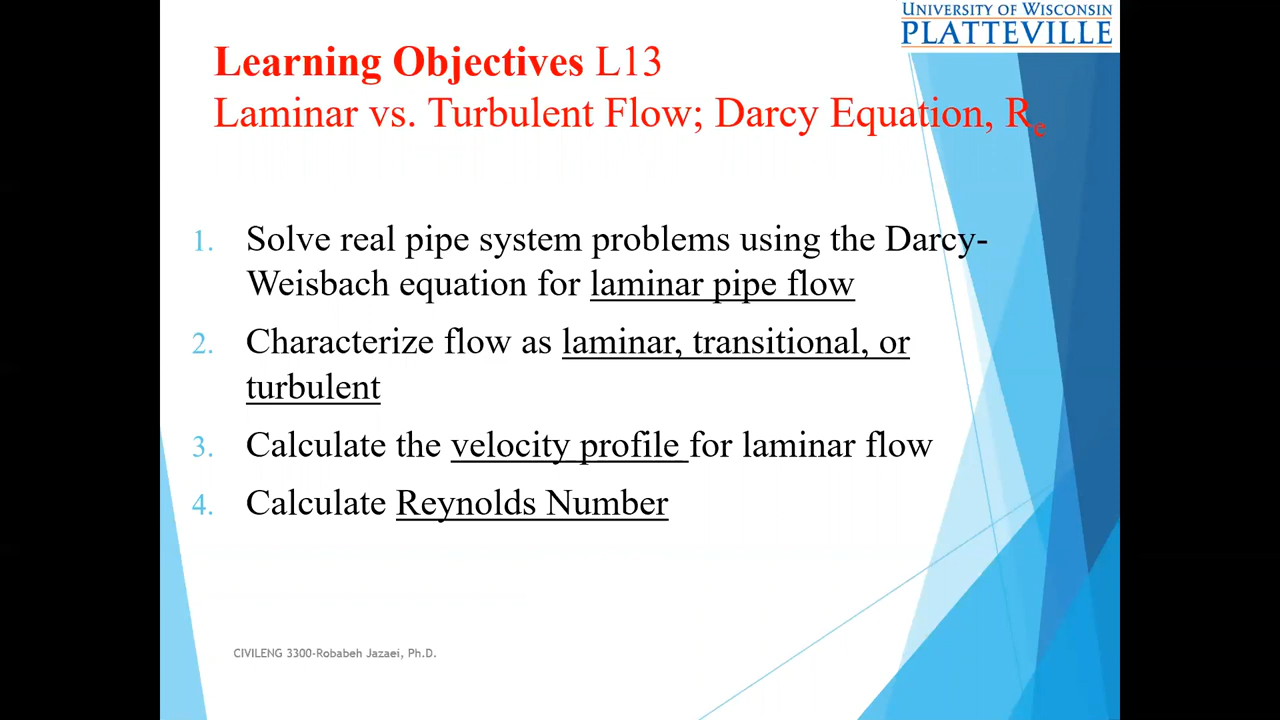 UNIVERSITY OF WISCONSIN
PLATTEVILLE
Learning Objectives L13
Laminar vs. Turbulent Flow; Darcy Equation, Re
1. Solve real pipe system problems using the Darcy-
Weisbach equation for laminar pipe flow
2. Characterize flow as laminar, transitional, or
turbulent
3. Calculate the velocity profile for laminar flow
4. Calculate Reynolds Number
CIVILENG 3300-Robabeh Jazaei, Ph.D.